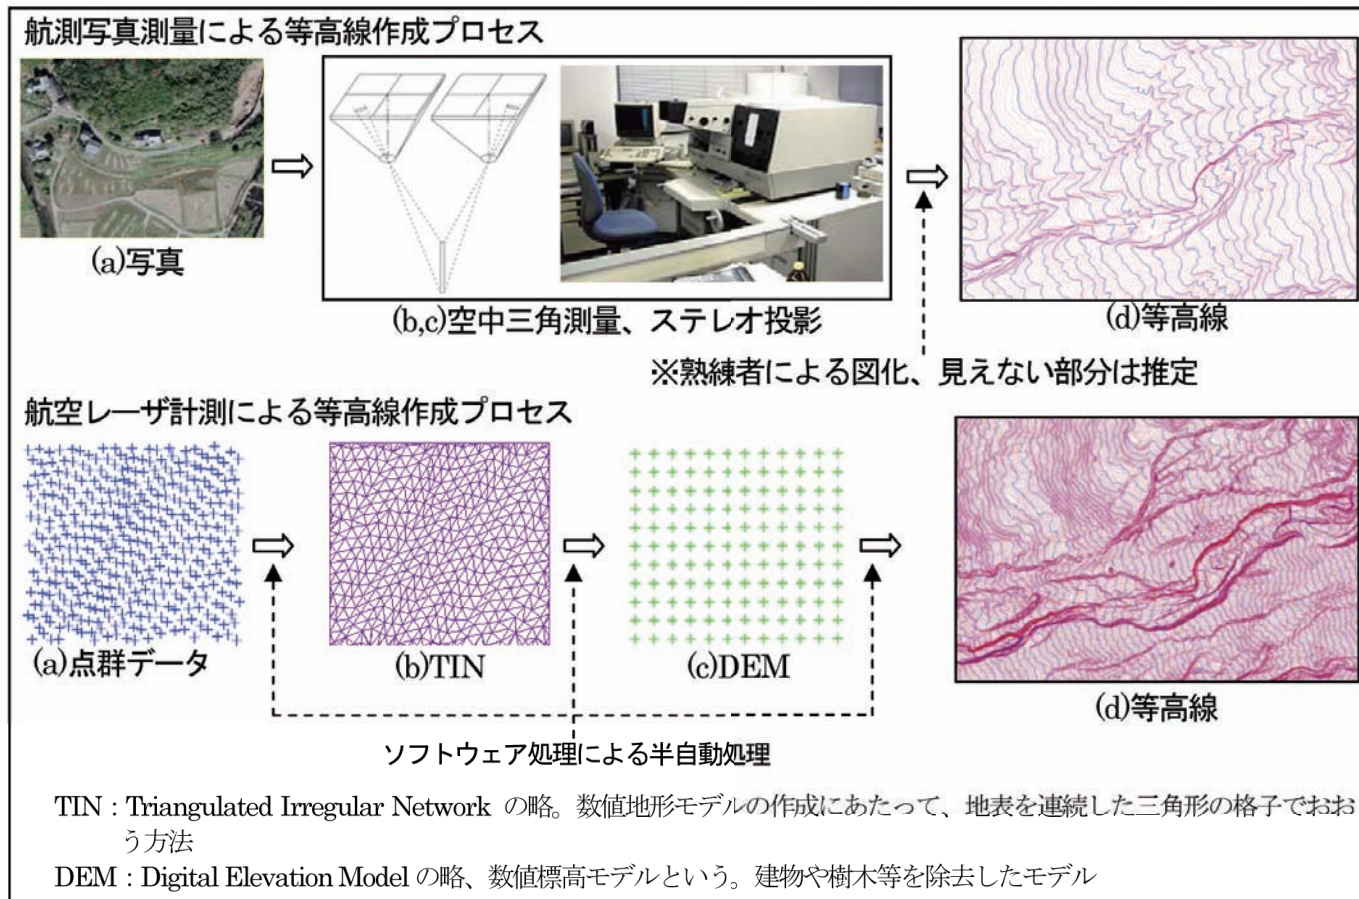 航測写真測量による等高線作成プロセス
(a)写真
(b,c)空中三角測量、ステレオ投影
(d)等高線
※熟練者による図化、見えない部分は推定
航空レーザ計測による等高線作成プロセス
(a)点群データ
(b)TIN
(c)DEM
(d)等高線
ソフトウェア処理による半自動処理
TIN：Triangulated Irregular Network の略。数値地形モデルの作成にあたって、地表を連続した三角形の格子でおお
う方法
DEM：Digital Elevation Model の略、数値標高モデルという。建物や樹木等を除去したモデル